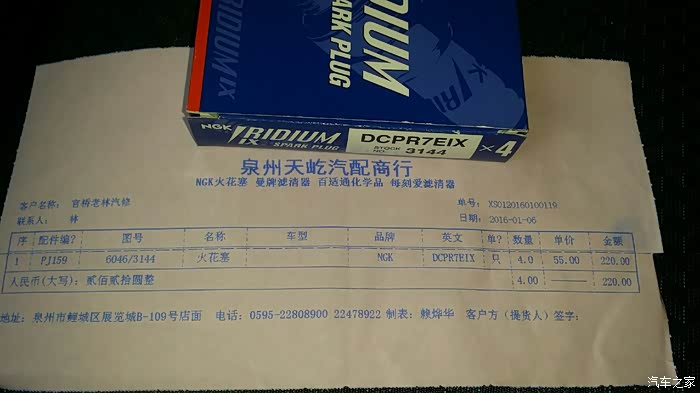 IRIDIUM IX
IRIDIUM
SPARK PLUG
IX
NGK IRIDIUM IX SPARK PLUG
DCPR7EIX
STOCK NO. 3144
×4
泉州天屹汽配商行
NGK火花塞 曼牌滤清器 百适通化学品 每刻爱滤清器
客户名称: 官桥老林汽修 单号: XS0120160100119
联系人: 林 日期: 2016-01-06
序 配件编? 图号 名称 车型 品牌 英文 单? 数量 单价 金额
1 PJ159 6046/3144 火花塞 NGK DCPR7EIX 只 4.0 55.00 220.00
人民币(大写): 贰佰贰拾圆整 4.00 220.00
地址: 泉州市鲤城区展览城B-109号店面 电话: 0595-22808900 22478922 制表: 赖烨华 客户方(提货人)签字:
汽车之家